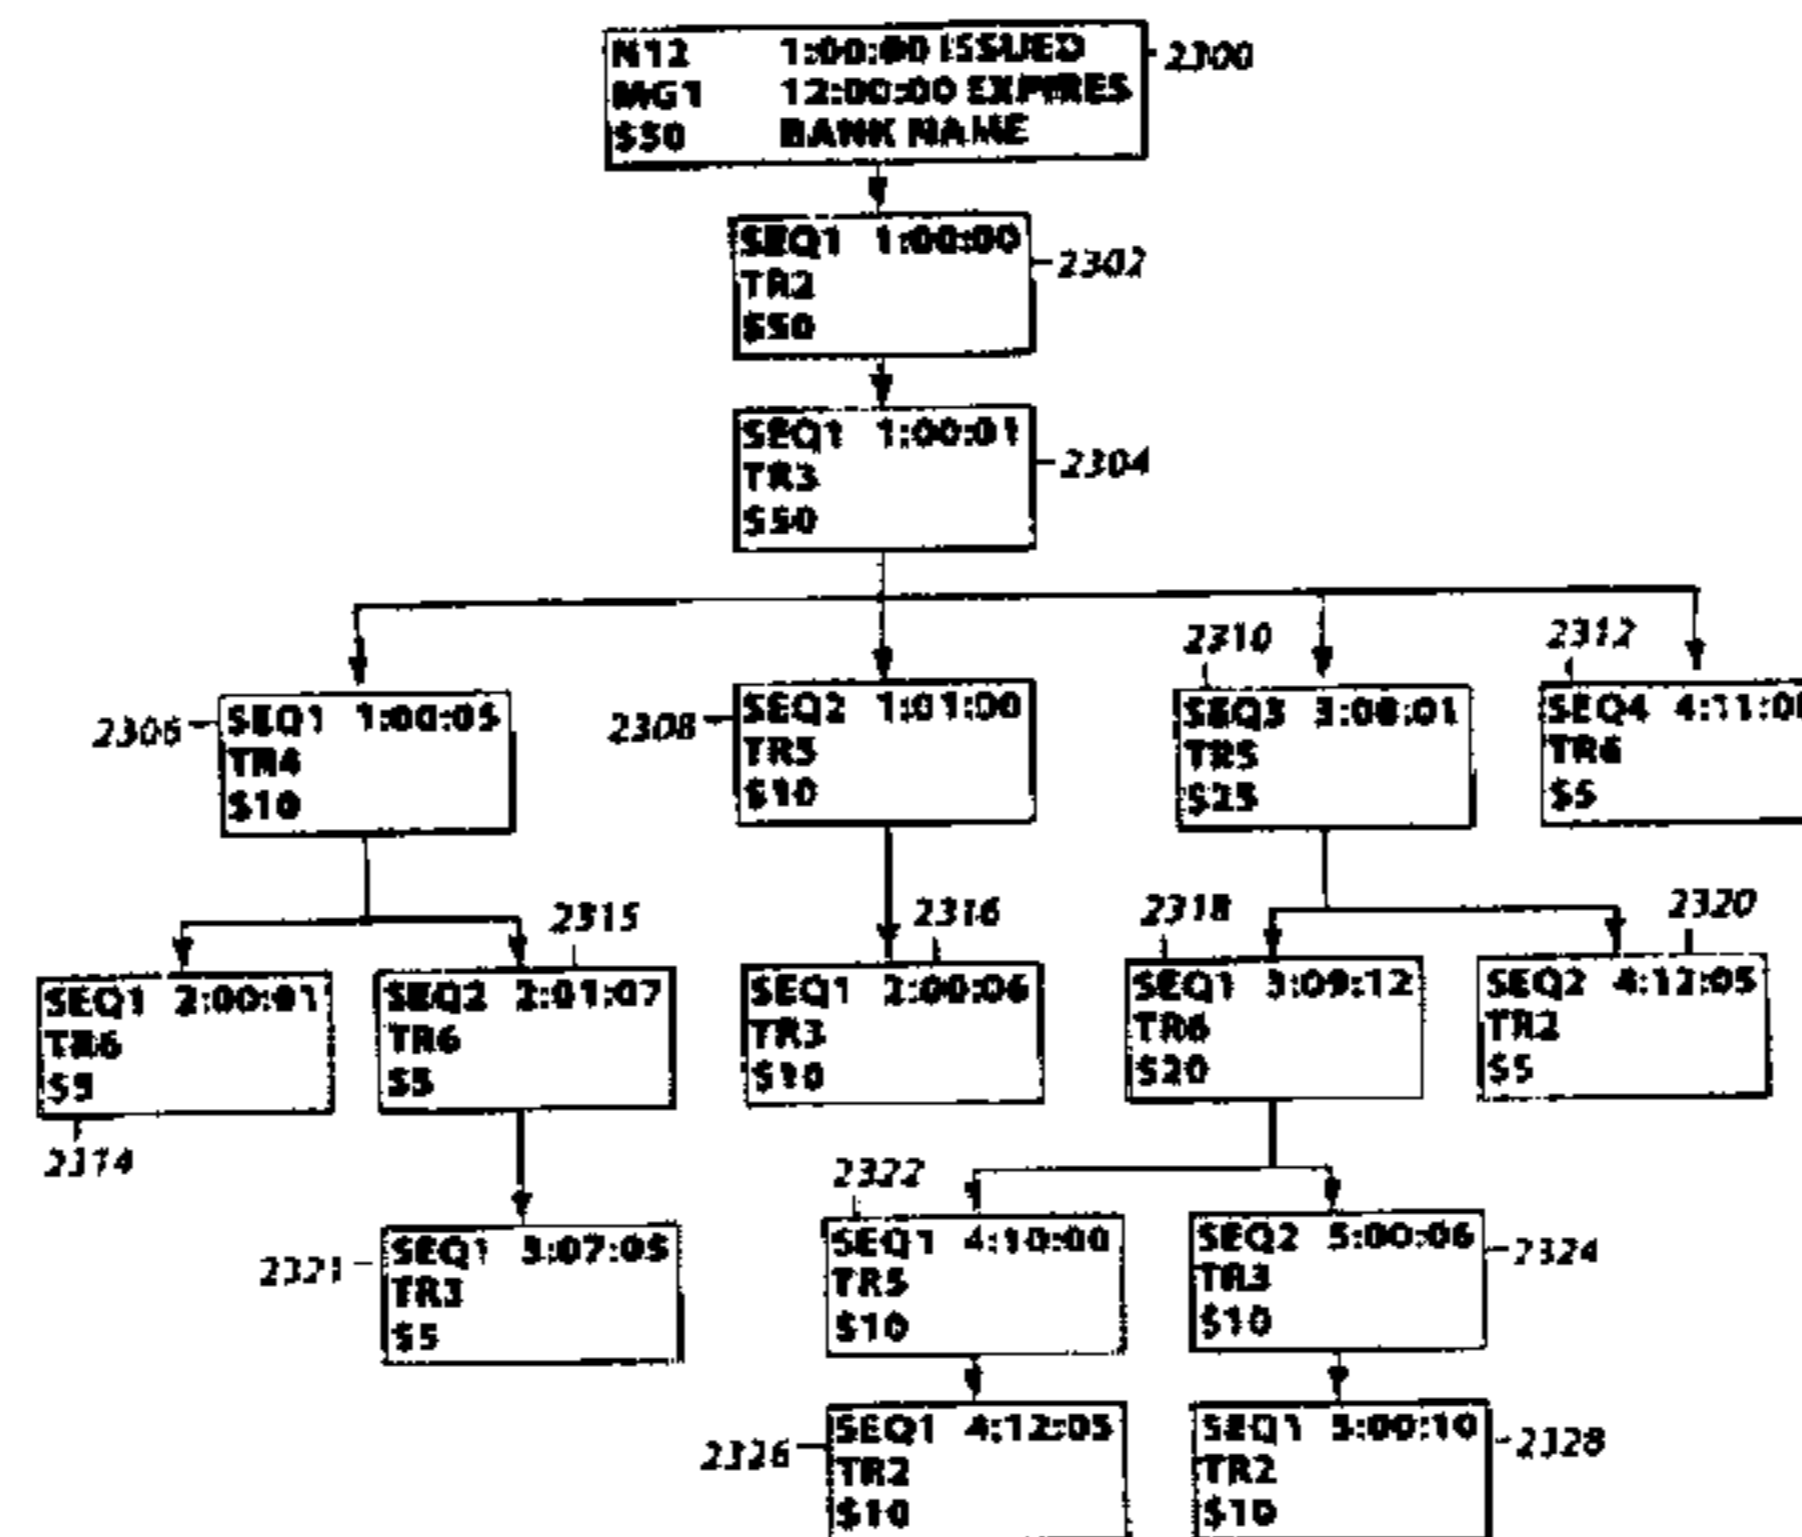 N12 1:00:00 ISSUED
MG1 12:00:00 EXPIRES
$50 BANK NAME
2300
SEQ1 1:00:00
TR2
$50
2302
SEQ1 1:00:01
TR3
$50
2304
2306
SEQ1 1:00:05
TR4
$10
2308
SEQ2 1:01:00
TR5
$10
2310
SEQ3 3:08:01
TR5
$25
2312
SEQ4
TR6
$5
SEQ1 2:00:01
TR6
$5
2314
2315
SEQ2 2:01:07
TR6
$5
2316
SEQ1 2:00:06
TR3
$10
2318
SEQ1 3:09:12
TR6
$20
2320
SEQ2 4:12:05
TR2
$5
2321
SEQ1 3:07:05
TR3
$5
2322
SEQ1 4:10:00
TR5
$10
SEQ2 5:00:06
TR3
$10
2324
2326
SEQ1 4:12:05
TR2
$10
SEQ1 5:00:10
TR2
$10
2328